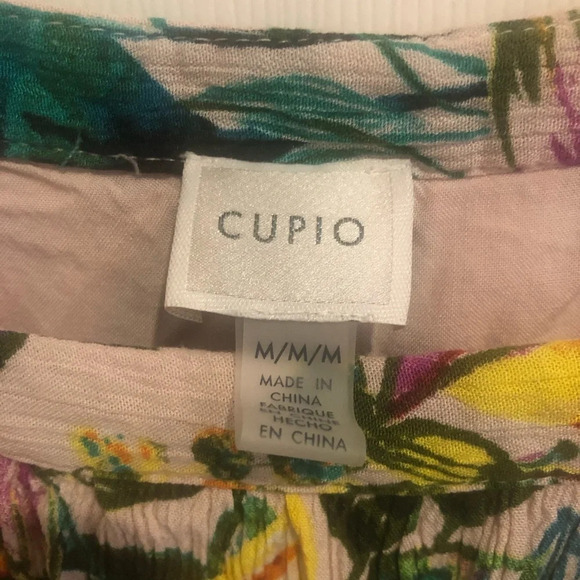 CUPIO
M/M/M
MADE IN
CHINA
FABRIQUE
EN CHINE
HECHO
EN CHINA